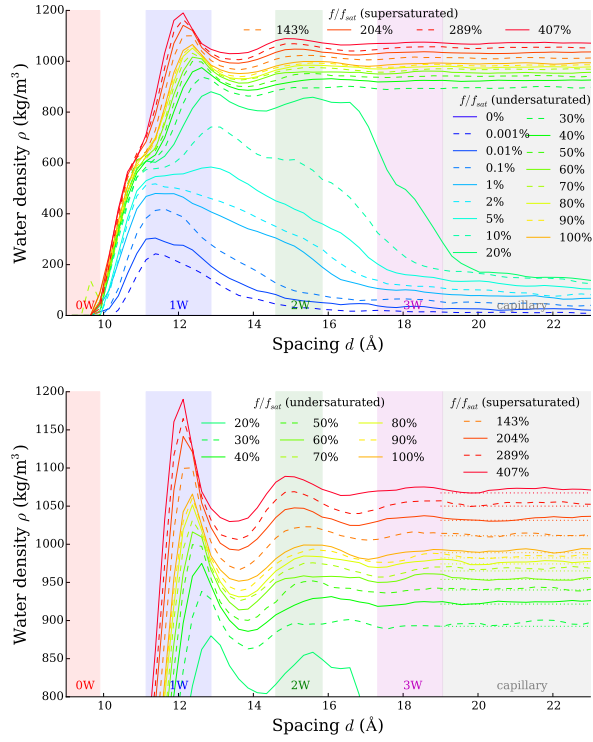 f/f_sat (supersaturated)
143% 204% 289% 407%
1200
1000
800
600
400
200
0
Water density ρ (kg/m³)
f/f_sat (undersaturated)
0% 30%
0.001% 40%
0.01% 50%
0.1% 60%
1% 70%
2% 80%
5% 90%
10% 100%
20%
0W 1W 2W 3W capillary
10 12 14 16 18 20 22
Spacing d (Å)
f/f_sat (undersaturated) f/f_sat (supersaturated)
20% 50% 80% 143%
30% 60% 90% 204%
40% 70% 100% 289%
407%
1200
1150
1100
1050
1000
950
900
850
800
Water density ρ (kg/m³)
0W 1W 2W 3W capillary
10 12 14 16 18 20 22
Spacing d (Å)